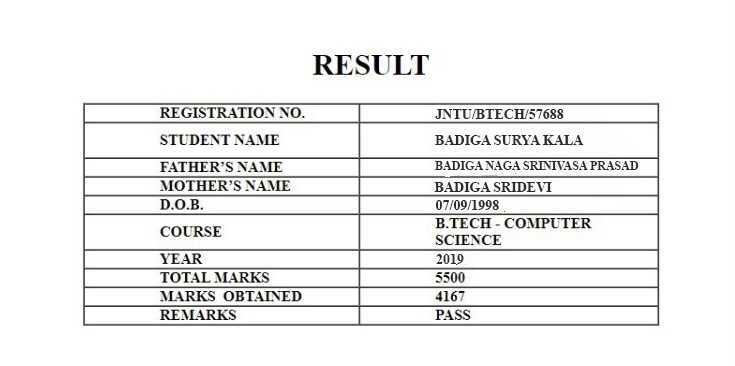 RESULT
REGISTRATION NO. JNTU/BTECH/57688
STUDENT NAME BADIGA SURYA KALA
FATHER'S NAME BADIGA NAGA SRINIVASA PRASAD
MOTHER'S NAME BADIGA SRIDEVI
D.O.B. 07/09/1998
COURSE B.TECH - COMPUTER
SCIENCE
YEAR 2019
TOTAL MARKS 5500
MARKS OBTAINED 4167
REMARKS PASS